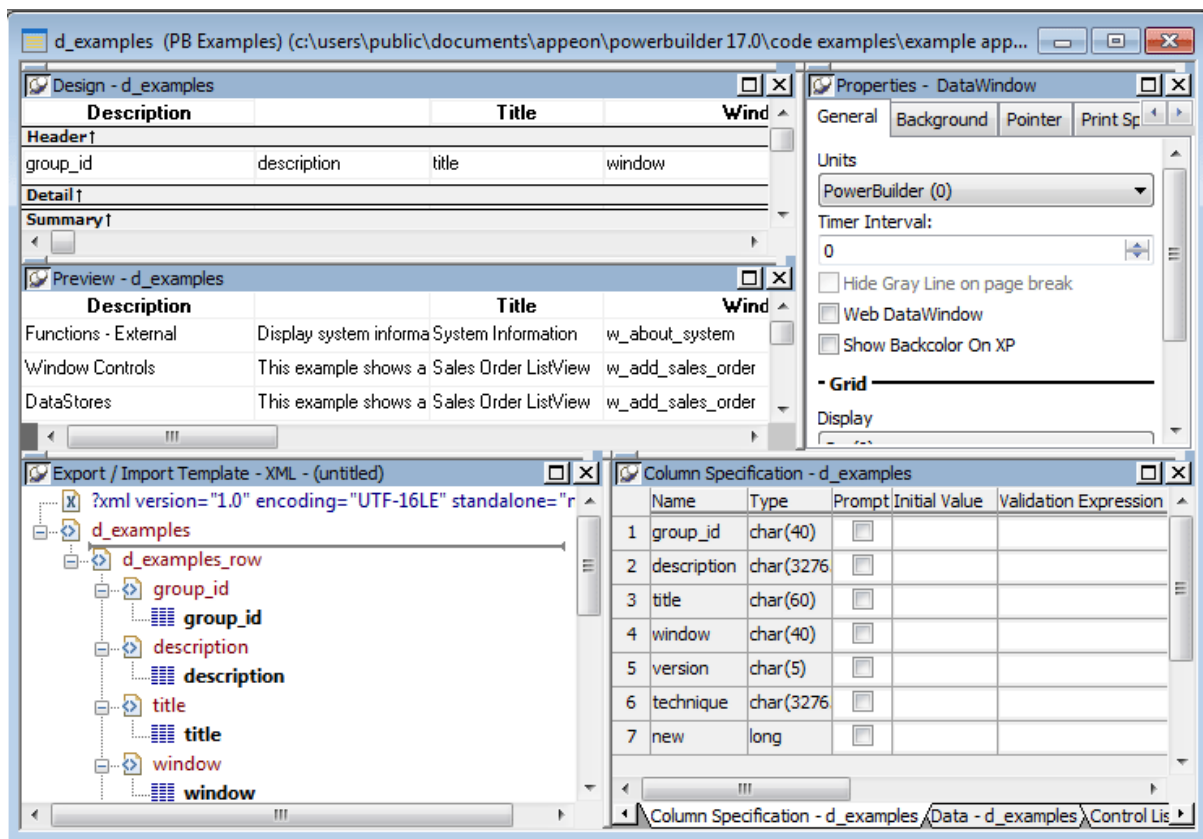 d_examples (PB Examples) (c:\users\public\documents\appeon\powerbuilder 17.0\code examples\example app...
Design - d_examples
Description Title Wind
Header↑
group_id description title window
Detail↑
Summary↑
Preview - d_examples
Description Title Wind
Functions - External Display system informa System Information w_about_system
Window Controls This example shows a Sales Order ListView w_add_sales_order
DataStores This example shows a Sales Order ListView w_add_sales_order
Properties - DataWindow
General Background Pointer Print Sp
Units
PowerBuilder (0)
Timer Interval:
0
Hide Gray Line on page break
Web DataWindow
Show Backcolor On XP
- Grid
Display
Export / Import Template - XML - (untitled)
?xml version="1.0" encoding="UTF-16LE" standalone="r
d_examples
d_examples_row
group_id
group_id
description
description
title
title
window
window
Column Specification - d_examples
Name Type Prompt Initial Value Validation Expression
1 group_id char(40)
2 description char(3276
3 title char(60)
4 window char(40)
5 version char(5)
6 technique char(3276
7 new long
Column Specification - d_examples Data - d_examples Control Lis